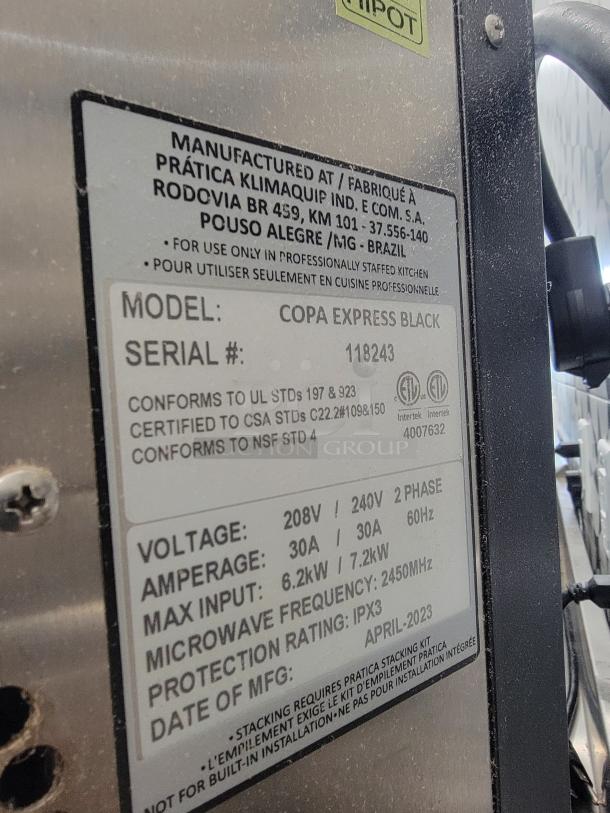 HIPOT
MANUFACTURED AT / FABRIQUÉ À
PRÁTICA KLIMAQUIP IND. E COM. S.A.
RODOVIA BR 459, KM 101 - 37.556-140
POUSO ALEGRE /MG - BRAZIL
• FOR USE ONLY IN PROFESSIONALLY STAFFED KITCHEN
• POUR UTILISER SEULEMENT EN CUISINE PROFESSIONNELLE
MODEL: COPA EXPRESS BLACK
SERIAL #: 118243
CONFORMS TO UL STDs 197 & 923
CERTIFIED TO CSA STDs C22.2#109&150
CONFORMS TO NSF STD 4
C ETL US ETL
Intertek Intertek
4007632
AUCTION GROUP
VOLTAGE: 208V / 240V 2 PHASE
AMPERAGE: 30A / 30A 60Hz
MAX INPUT: 6.2kW / 7.2kW
MICROWAVE FREQUENCY: 2450MHz
PROTECTION RATING: IPX3
DATE OF MFG: APRIL-2023
• STACKING REQUIRES PRATICA STACKING KIT
• L'EMPILEMENT EXIGE LE KIT D'EMPILEMENT PRATICA
NOT FOR BUILT-IN INSTALLATION • NE PAS POUR INSTALLATION INTÉGRÉE